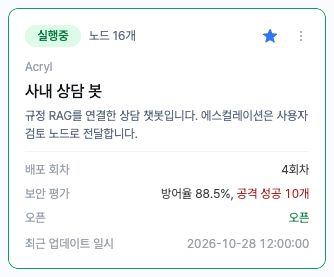 실행중 노드 16개
Acryl
사내 상담 봇
규정 RAG를 연결한 상담 챗봇입니다. 에스컬레이션은 사용자
검토 노드로 전달합니다.
배포 회차 4회차
보안 평가 방어율 88.5%, 공격 성공 10개
오픈 오픈
최근 업데이트 일시 2026-10-28 12:00:00